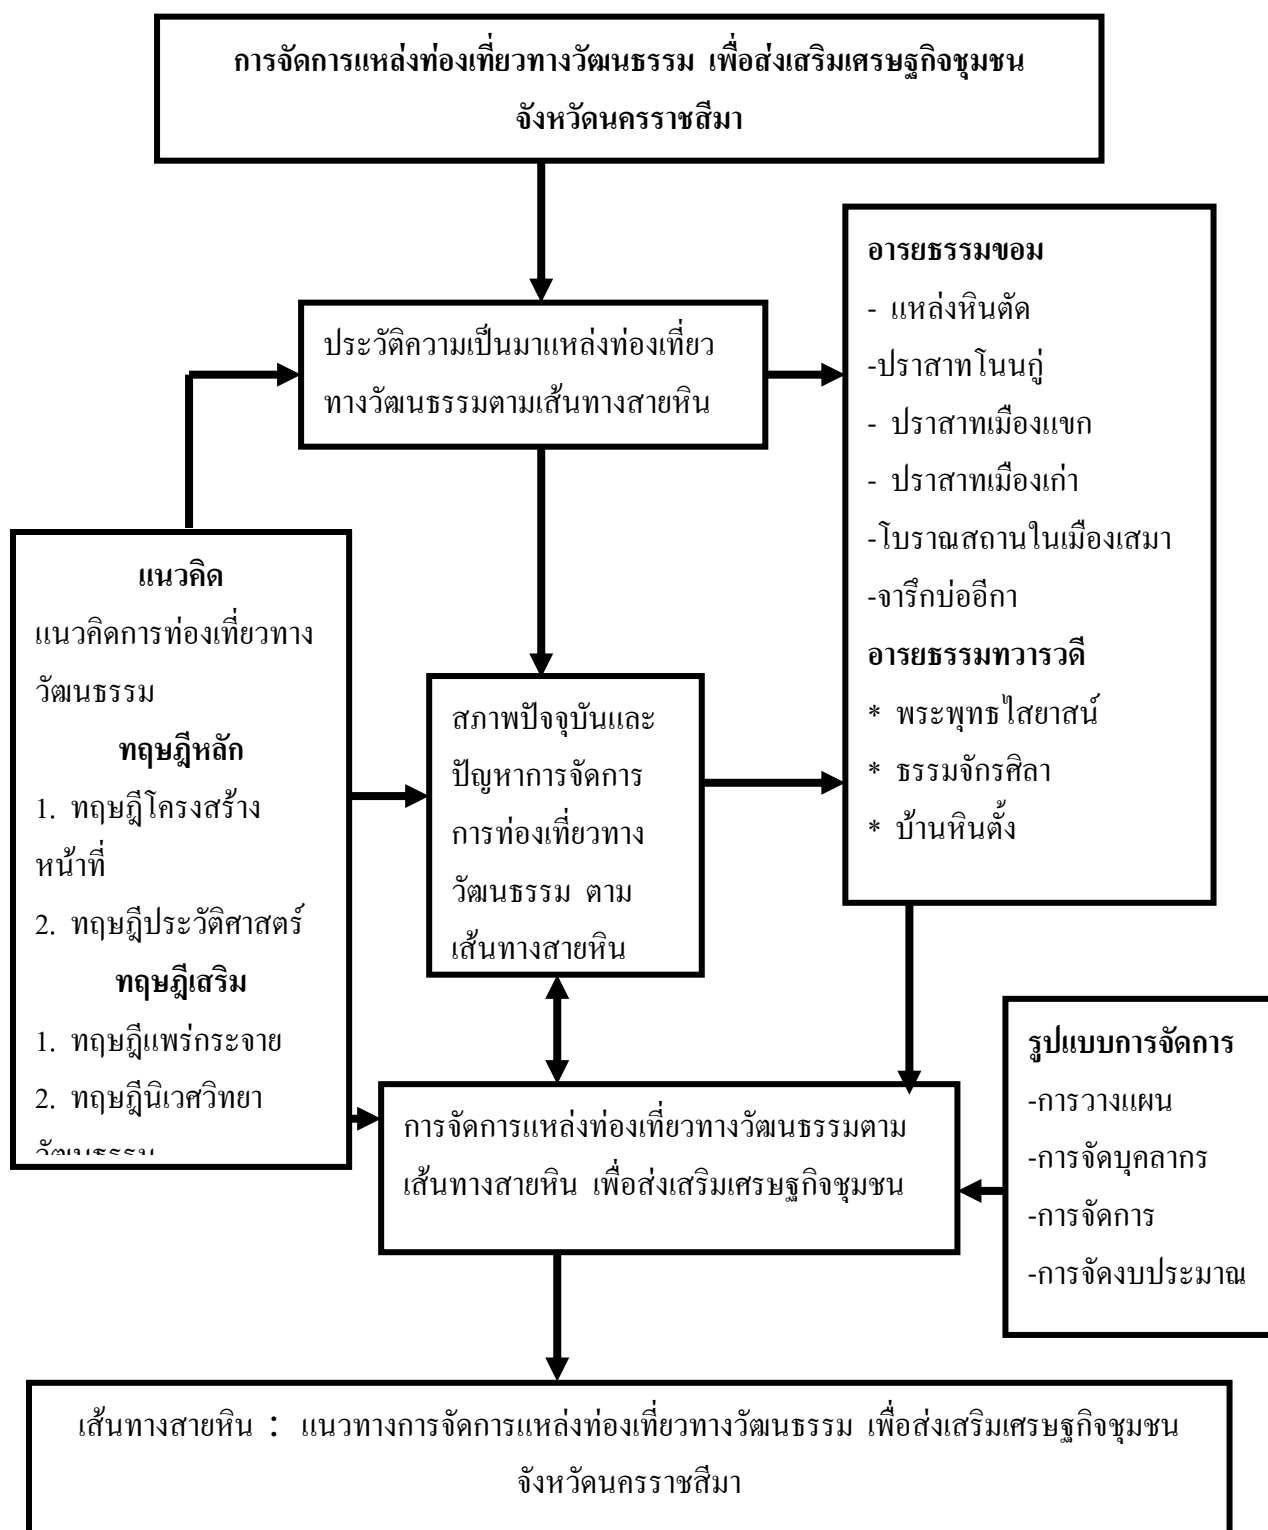 การจัดการแหล่งท่องเที่ยวทางวัฒนธรรม เพื่อส่งเสริมเศรษฐกิจชุมชน
จังหวัดนครราชสีมา
ประวัติความเป็นมาแหล่งท่องเที่ยว
ทางวัฒนธรรมตามเส้นทางสายหิน
อารยธรรมขอม
- แหล่งหินตัด
-ปราสาทโนนกู่
- ปราสาทเมืองแขก
- ปราสาทเมืองเก่า
-โบราณสถานในเมืองเสมา
-จารึกบ่ออีกา
อารยธรรมทวารวดี
* พระพุทธไสยาสน์
* ธรรมจักรศิลา
* บ้านหินตั้ง
แนวคิด
แนวคิดการท่องเที่ยวทาง
วัฒนธรรม
ทฤษฎีหลัก
1. ทฤษฎีโครงสร้าง
หน้าที่
2. ทฤษฎีประวัติศาสตร์
ทฤษฎีเสริม
1. ทฤษฎีแพร่กระจาย
2. ทฤษฎีนิเวศวิทยา
วัฒนธรรม
สภาพปัจจุบันและ
ปัญหาการจัดการ
การท่องเที่ยวทาง
วัฒนธรรม ตาม
เส้นทางสายหิน
รูปแบบการจัดการ
-การวางแผน
-การจัดบุคลากร
-การจัดการ
-การจัดงบประมาณ
การจัดการแหล่งท่องเที่ยวทางวัฒนธรรมตาม
เส้นทางสายหิน เพื่อส่งเสริมเศรษฐกิจชุมชน
เส้นทางสายหิน : แนวทางการจัดการแหล่งท่องเที่ยวทางวัฒนธรรม เพื่อส่งเสริมเศรษฐกิจชุมชน
จังหวัดนครราชสีมา